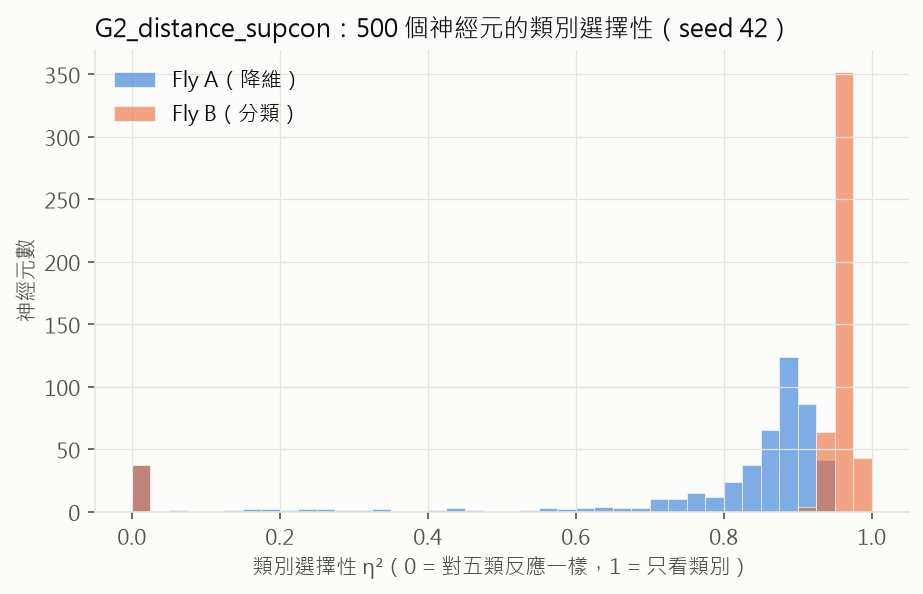 G2_distance_supcon：500 個神經元的類別選擇性（seed 42）
Fly A（降維）
Fly B（分類）
350
300
250
200
150
100
50
0
神經元數
0.0 0.2 0.4 0.6 0.8 1.0
類別選擇性 η²（0 = 對五類反應一樣，1 = 只看類別）